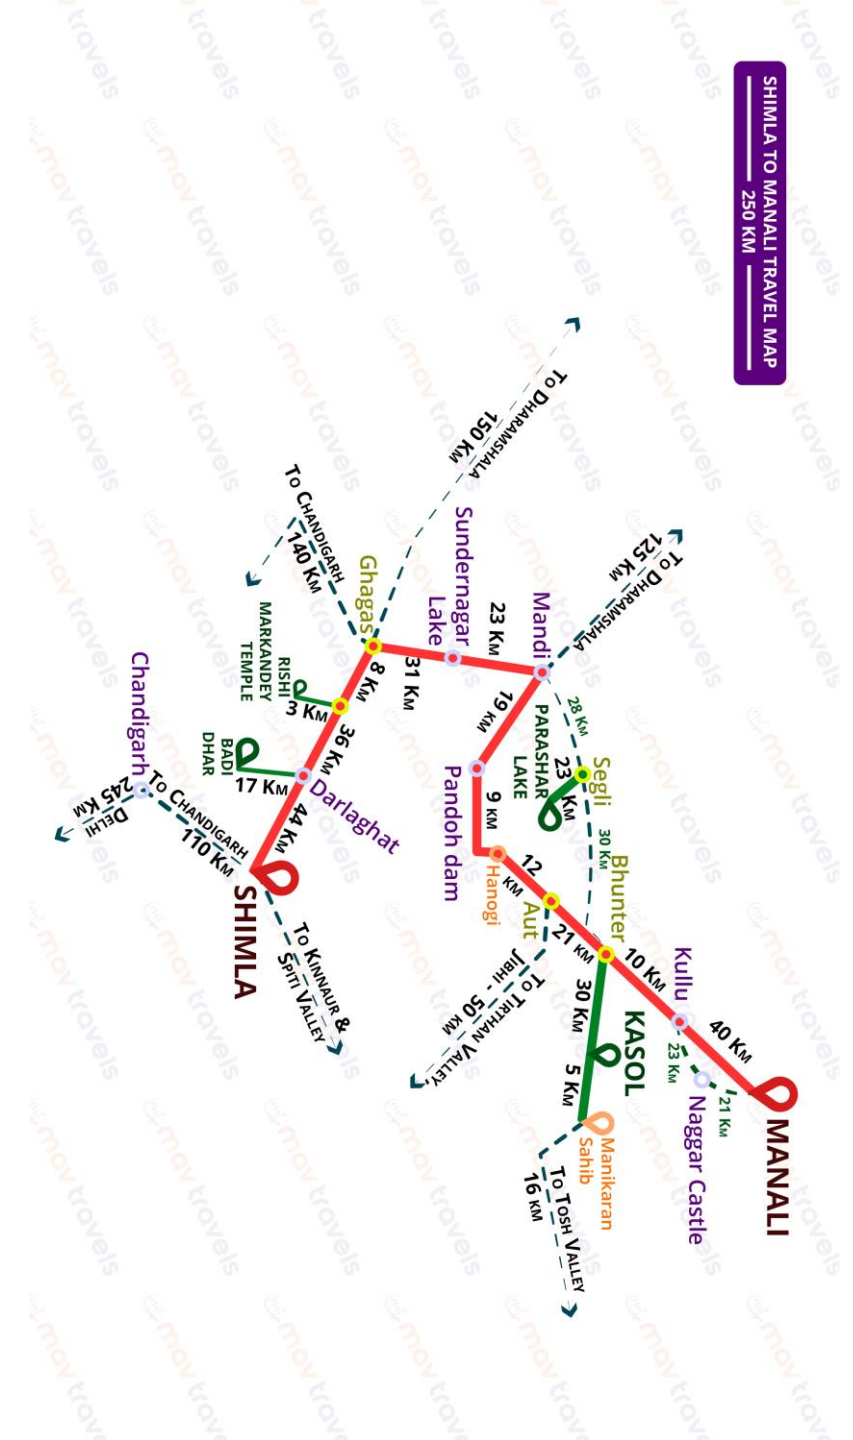 SHIMLA TO MANALI TRAVEL MAP
250 KM
MANALI
21 KM
Naggar Castle
23 KM
40 KM
Kullu
10 KM
Bhunter
KASOL
30 KM
5 KM
Manikaran
Sahib
TO TOSH VALLEY
16 KM
Segli
28 KM
30 KM
23 KM
PARASHAR
LAKE
21 KM
Aut
12 KM
Hanogi
TO TIRTHAN VALLEY,
JIBHI - 50 KM
9 KM
Pandoh dam
19 KM
Mandi
TO DHARAMSHALA
125 KM
23 KM
Sundernagar
Lake
31 KM
TO DHARAMSHALA
150 KM
Ghagas
TO CHANDIGARH
140 KM
8 KM
RISHI
MARKANDEY
TEMPLE
3 KM
36 KM
BADI
DHAR
17 KM
Darlaghat
44 KM
SHIMLA
TO KINNAUR &
SPITI VALLEY
TO CHANDIGARH
110 KM
Chandigarh
245 KM
DELHI
mav travels